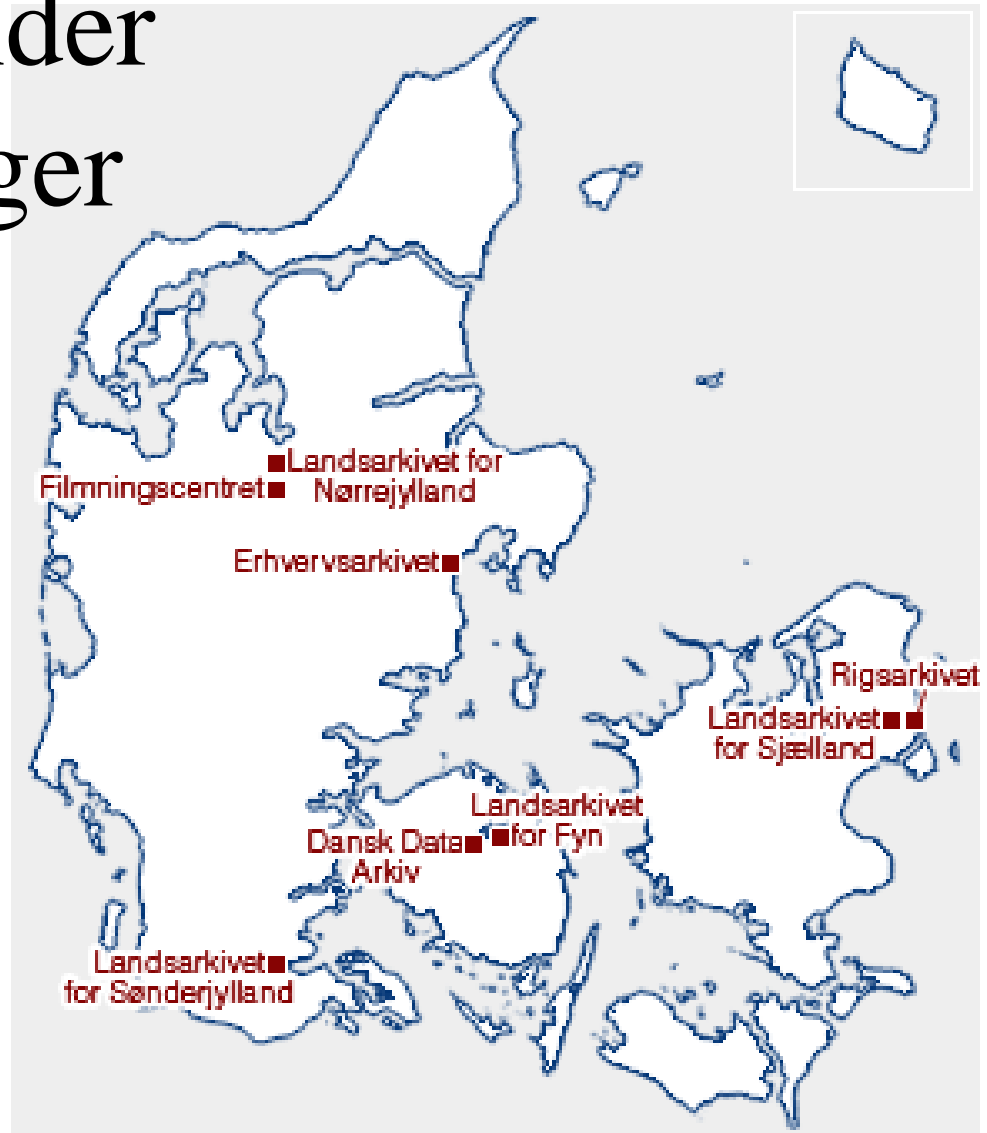 der
ger
Landsarkivet for
Nørrejylland
Filmningscentret
Erhvervsarkivet
Rigsarkivet
Landsarkivet
for Sjælland
Landsarkivet
for Fyn
Dansk Data
Arkiv
Landsarkivet
for Sønderjylland